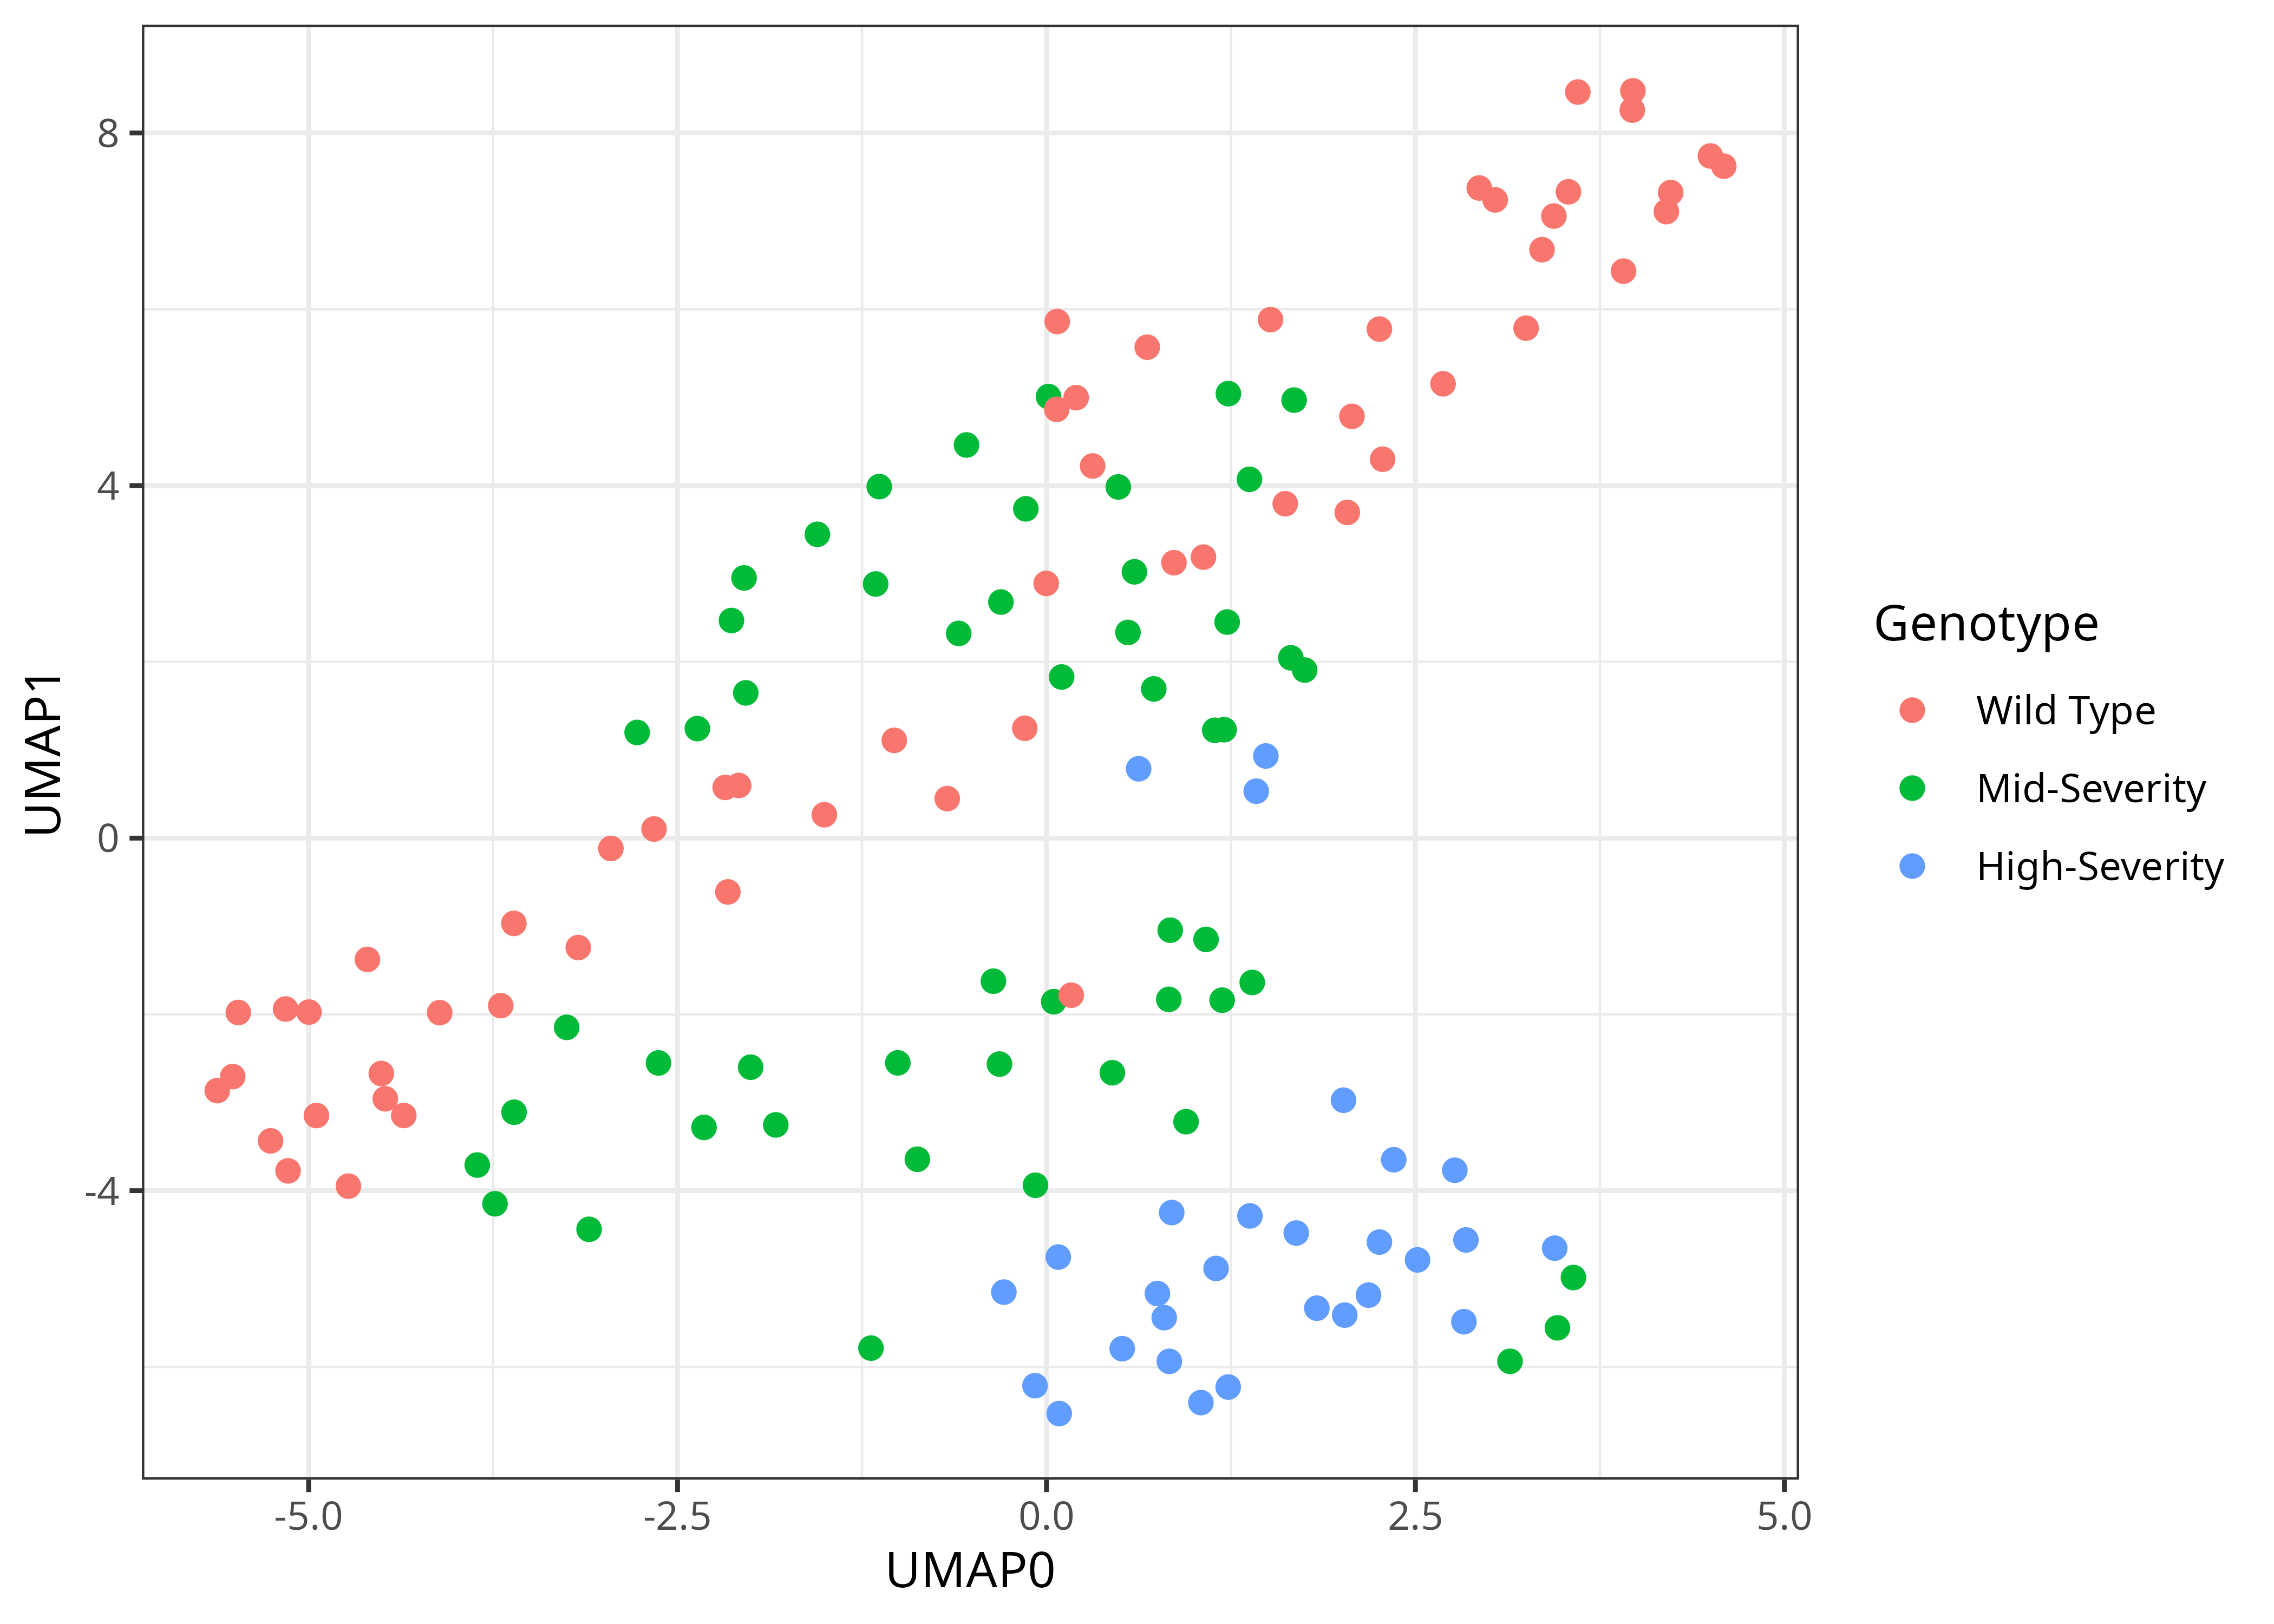 8
4
0
-4
UMAP1
-5.0 -2.5 0.0 2.5 5.0
UMAP0
Genotype
Wild Type
Mid-Severity
High-Severity